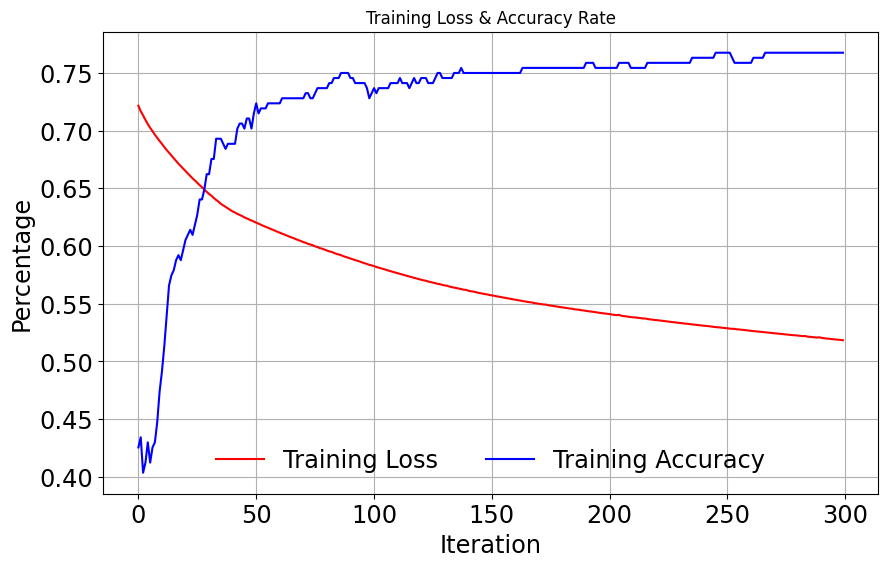 Training Loss & Accuracy Rate
Percentage
0.75
0.70
0.65
0.60
0.55
0.50
0.45
0.40
Training Loss Training Accuracy
0 50 100 150 200 250 300
Iteration